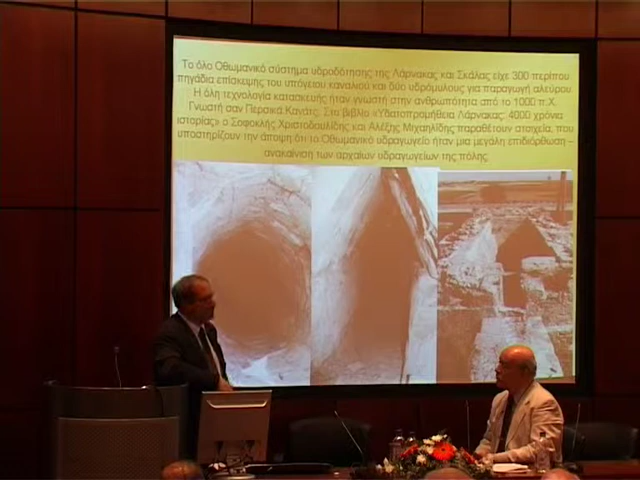 Το όλο Οθωμανικό σύστημα υδροδότησης της Λάρνακας και Σκάλας είχε 300 περίπου
πηγάδια επίσκεψης του υπόγειου καναλιού και δύο υδρόμυλους για παραγωγή αλεύρου
Η όλη τεχνολογία κατασκευής ήταν γνωστή στην ανθρωπότητα από το 1000 π.Χ.
Γνωστή σαν Περσικά Κανάτς. Στο βιβλίο «Υδατοπρομήθεια Λάρνακας: 4000 χρόνια
ιστορίας» ο Σοφοκλής Χριστοδουλίδης και Αλέξης Μιχαηλίδης παραθέτουν στοιχεία, που
υποστηρίζουν την άποψη ότι το Οθωμανικό υδραγωγείο ήταν μια μεγάλη επιδιόρθωση –
ανακαίνιση των αρχαίων υδραγωγείων της πόλης.